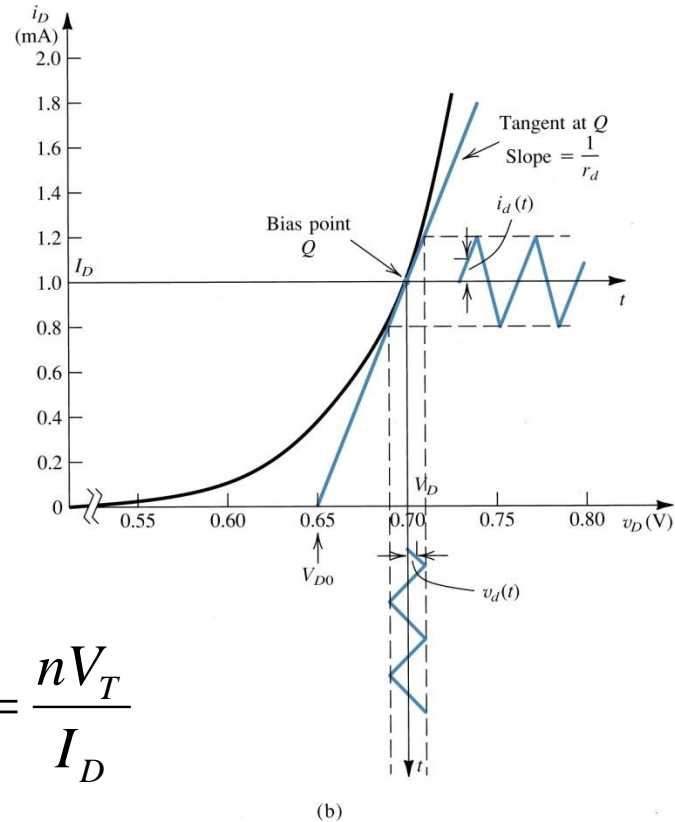 i_D
(mA)
2.0
1.8
1.6
1.4
1.2
I_D
1.0
0.8
0.6
0.4
0.2
0
Tangent at Q
Slope = 1/r_d
i_d(t)
Bias point
Q
t
V_D
0.55 0.60 0.65 0.70 0.75 0.80 v_D (V)
V_{D0}
v_d(t)
= nV_T / I_D
t
(b)